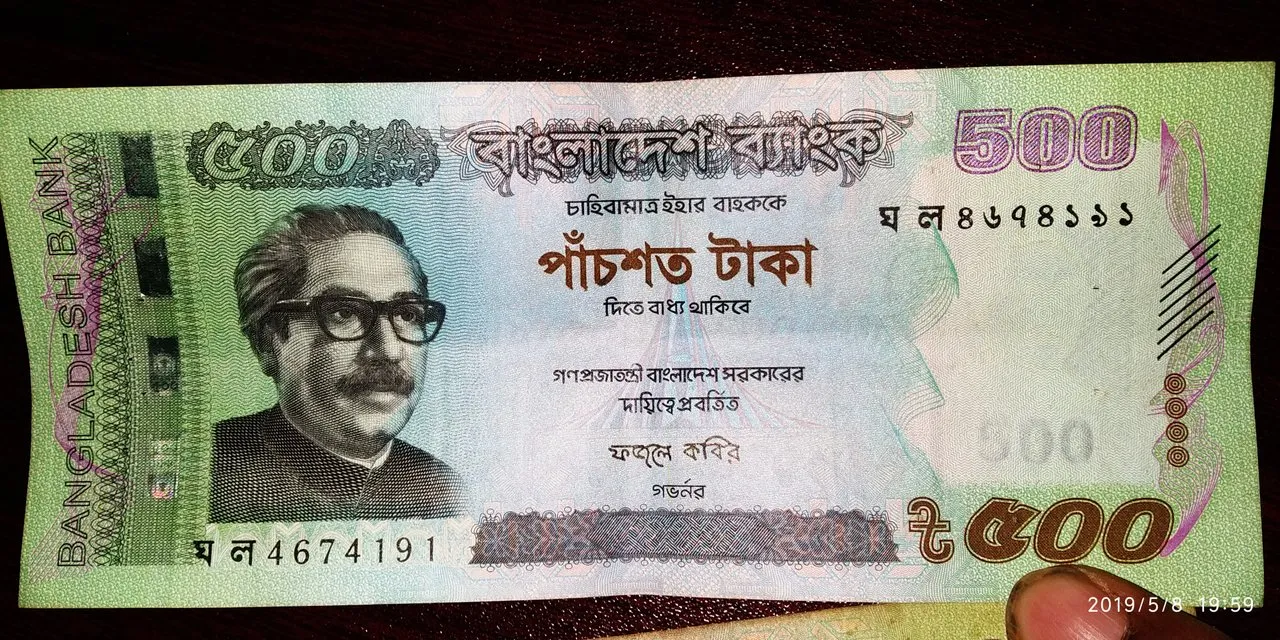 BANGLADESH BANK
৫০০
বাংলাদেশ ব্যাংক
500
চাহিবামাত্র ইহার বাহককে
ঘ ল ৪৬৭৪১৯১
পাঁচশত টাকা
দিতে বাধ্য থাকিবে
গণপ্রজাতন্ত্রী বাংলাদেশ সরকারের
দায়িত্বে প্রবর্তিত
ফজলে কবির
গভর্নর
500
ঘ ল 4674191
৳ ৫০০
2019/5/8 19:59